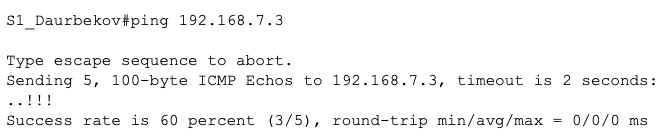 S1_Daurbekov#ping 192.168.7.3
Type escape sequence to abort.
Sending 5, 100-byte ICMP Echos to 192.168.7.3, timeout is 2 seconds:
..!!!
Success rate is 60 percent (3/5), round-trip min/avg/max = 0/0/0 ms